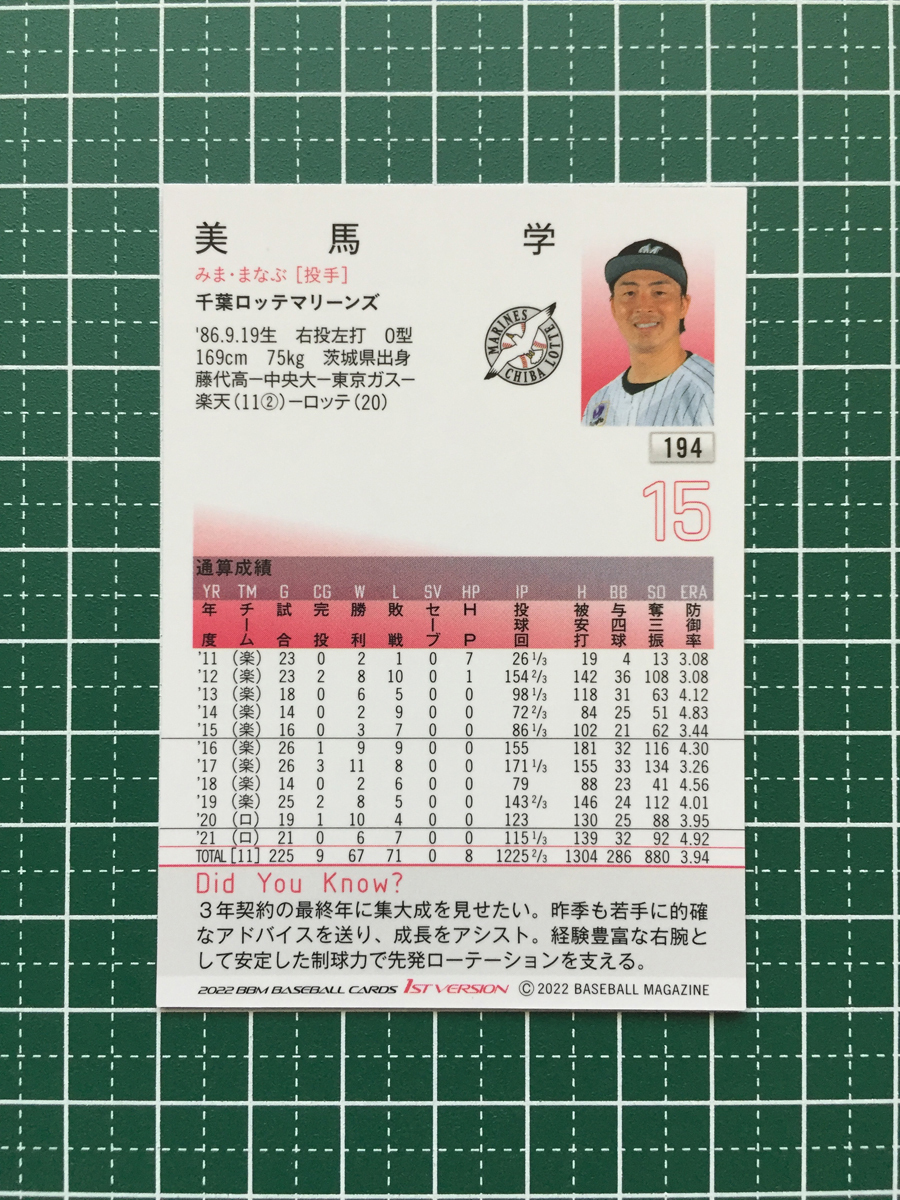 美馬 学
みま・まなぶ [投手]
千葉ロッテマリーンズ
'86.9.19生 右投左打 O型
169cm 75kg 茨城県出身
藤代高ー中央大ー東京ガスー
楽天(11②)ーロッテ(20)
MARINES
CHIBA LOTTE
M
194
15
通算成績
YR TM G CG W L SV HP IP H BB SO ERA
年度 チーム 試合 完投 勝利 敗戦 セーブ HP 投球回 被安打 与四球 奪三振 防御率
'11 (楽) 23 0 2 1 0 7 26 1/3 19 4 13 3.08
'12 (楽) 23 2 8 10 0 1 154 2/3 142 36 108 3.08
'13 (楽) 18 0 6 5 0 0 98 1/3 118 31 63 4.12
'14 (楽) 14 0 2 9 0 0 72 2/3 84 25 51 4.83
'15 (楽) 16 0 3 7 0 0 86 1/3 102 21 62 3.44
'16 (楽) 26 1 9 9 0 0 155 181 32 116 4.30
'17 (楽) 26 3 11 8 0 0 171 1/3 155 33 134 3.26
'18 (楽) 14 0 2 6 0 0 79 88 23 41 4.56
'19 (楽) 25 2 8 5 0 0 143 2/3 146 24 112 4.01
'20 (ロ) 19 1 10 4 0 0 123 130 25 88 3.95
'21 (ロ) 21 0 6 7 0 0 115 1/3 139 32 92 4.92
TOTAL [11] 225 9 67 71 0 8 1225 2/3 1304 286 880 3.94
Did You Know?
3年契約の最終年に集大成を見せたい。昨季も若手に的確
なアドバイスを送り、成長をアシスト。経験豊富な右腕と
して安定した制球力で先発ローテーションを支える。
2022 BBM BASEBALL CARDS 1ST VERSION © 2022 BASEBALL MAGAZINE